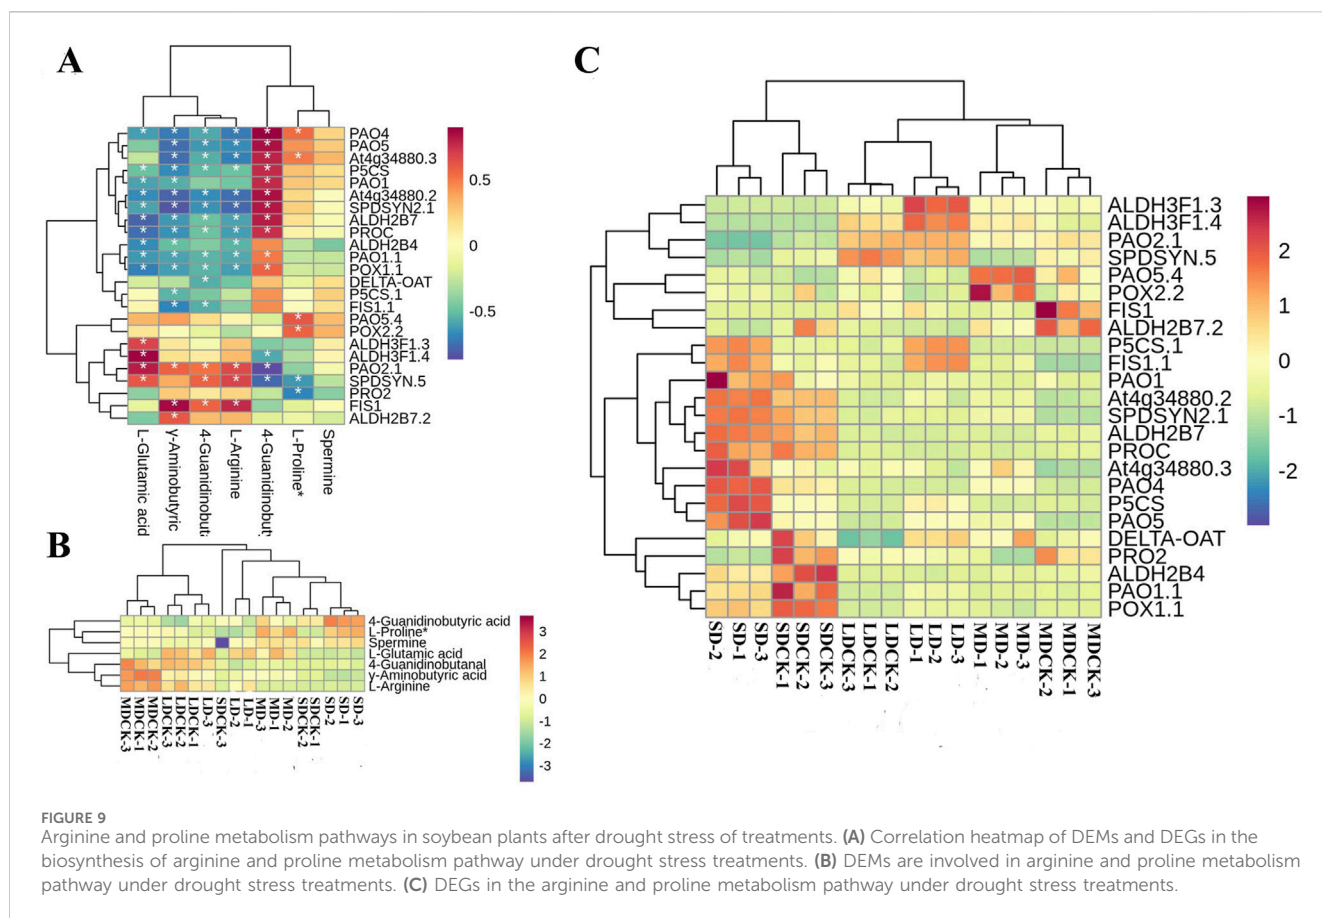 A
PAO4
PAO5
At4g34880.3
P5CS
PAO1
At4g34880.2
SPDSYN2.1
ALDH2B7
PROC
ALDH2B4
PAO1.1
POX1.1
DELTA-OAT
P5CS.1
FIS1.1
PAO5.4
POX2.2
ALDH3F1.3
ALDH3F1.4
PAO2.1
SPDSYN.5
PRO2
FIS1
ALDH2B7.2
0.5
0
-0.5
L-Glutamic acid
γ-Aminobutyric
4-Guanidinobuta
L-Arginine
4-Guanidinobuty
L-Proline*
Spermine
B
4-Guanidinobutyric acid
L-Proline*
Spermine
L-Glutamic acid
4-Guanidinobutanal
γ-Aminobutyric acid
L-Arginine
3
2
1
0
-1
-2
-3
MDCK-3
MDCK-1
MDCK-2
LDCK-3
LDCK-2
LDCK-1
LD-3
SDCK-3
LD-2
LD-1
MD-3
MD-1
MD-2
SDCK-2
SDCK-1
SD-2
SD-1
SD-3
C
ALDH3F1.3
ALDH3F1.4
PAO2.1
SPDSYN.5
PAO5.4
POX2.2
FIS1
ALDH2B7.2
P5CS.1
FIS1.1
PAO1
At4g34880.2
SPDSYN2.1
ALDH2B7
PROC
At4g34880.3
PAO4
P5CS
PAO5
DELTA-OAT
PRO2
ALDH2B4
PAO1.1
POX1.1
2
1
0
-1
-2
SD-2
SD-1
SD-3
SDCK-1
SDCK-2
SDCK-3
LDCK-3
LDCK-1
LDCK-2
LD-1
LD-2
LD-3
MD-1
MD-2
MD-3
MDCK-2
MDCK-1
MDCK-3
FIGURE 9
Arginine and proline metabolism pathways in soybean plants after drought stress of treatments. (A) Correlation heatmap of DEMs and DEGs in the
biosynthesis of arginine and proline metabolism pathway under drought stress treatments. (B) DEMs are involved in arginine and proline metabolism
pathway under drought stress treatments. (C) DEGs in the arginine and proline metabolism pathway under drought stress treatments.